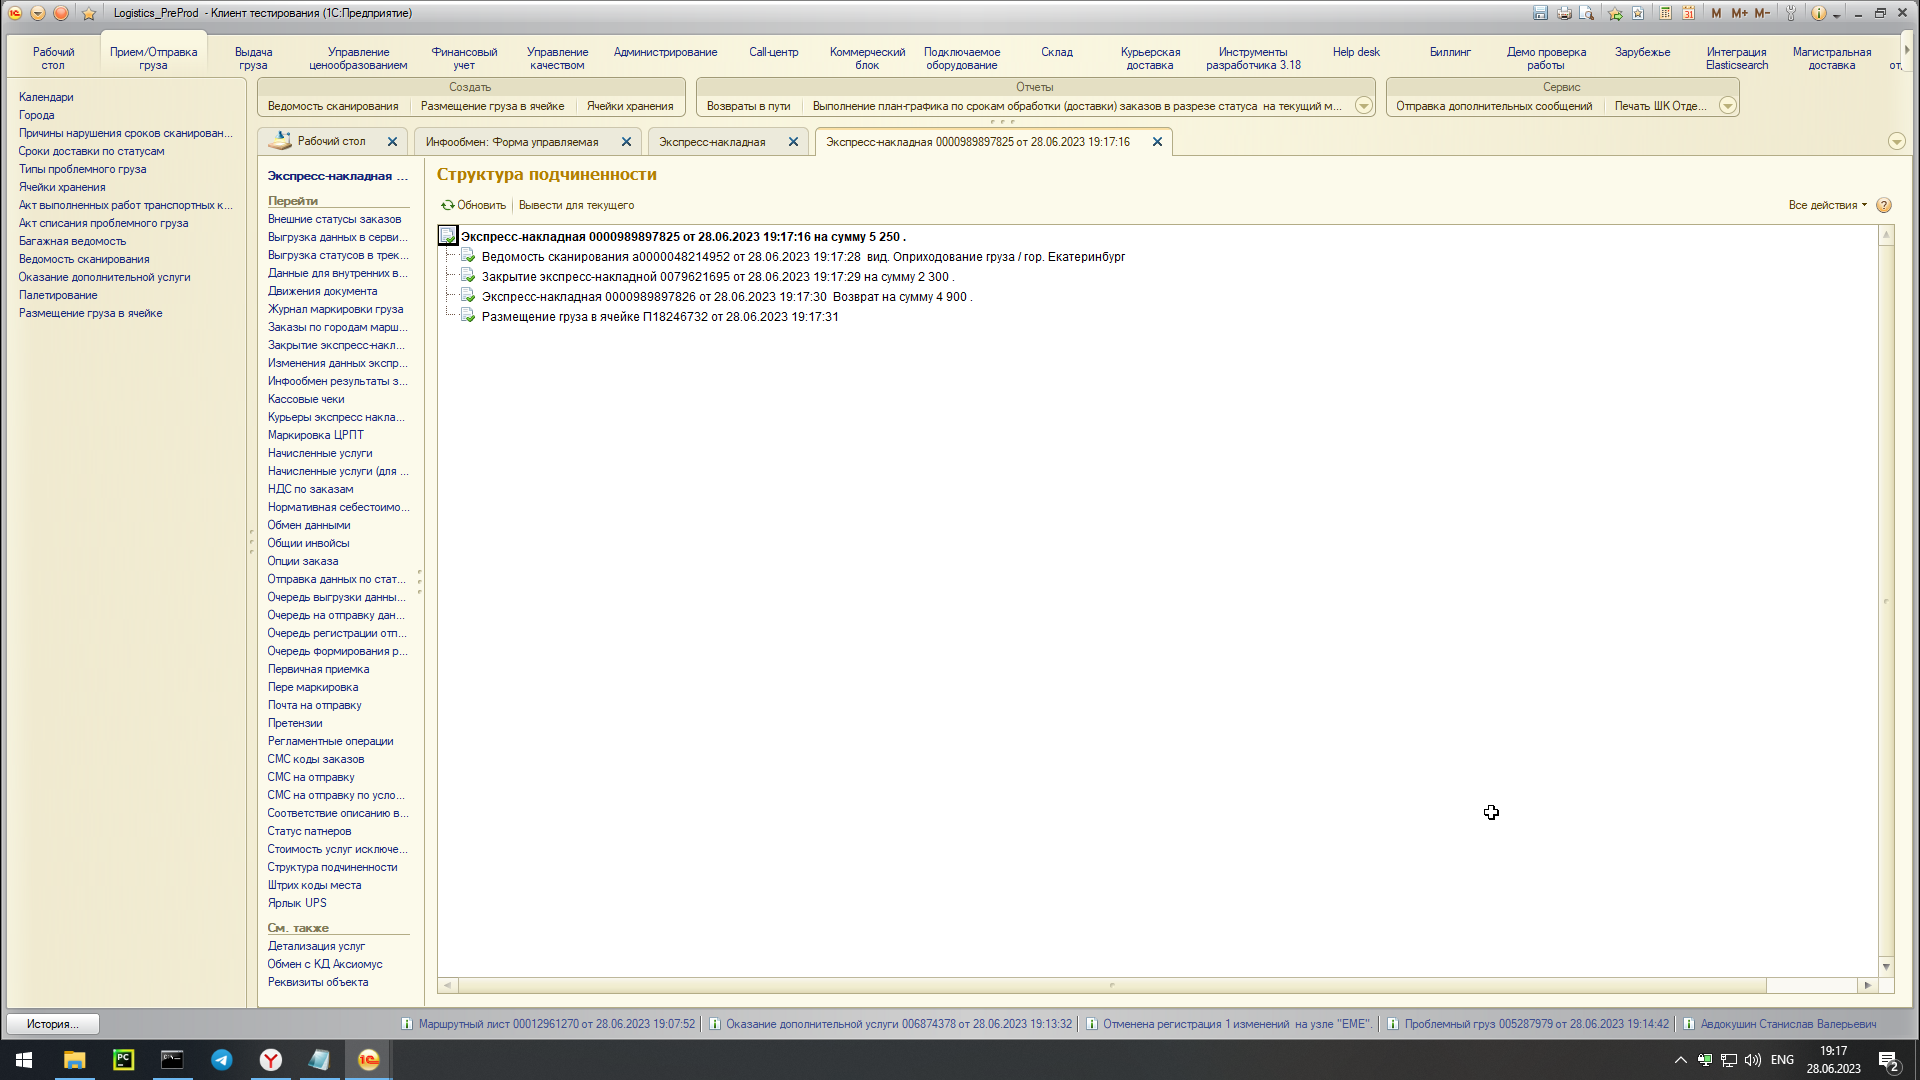 Logistics_PreProd - Клиент тестирования (1С:Предприятие)
M M+ M-
Рабочий стол
Прием/Отправка груза
Выдача груза
Управление ценообразованием
Финансовый учет
Управление качеством
Администрирование
Call-центр
Коммерческий блок
Подключаемое оборудование
Склад
Курьерская доставка
Инструменты разработчика 3.18
Help desk
Биллинг
Демо проверка работы
Зарубежье
Интеграция Elasticsearch
Магистральная доставка
от
Календари
Города
Причины нарушения сроков сканирован...
Сроки доставки по статусам
Типы проблемного груза
Ячейки хранения
Акт выполненных работ транспортных к...
Акт списания проблемного груза
Багажная ведомость
Ведомость сканирования
Оказание дополнительной услуги
Палетирование
Размещение груза в ячейке
Создать
Ведомость сканирования
Размещение груза в ячейке
Ячейки хранения
Отчеты
Возвраты в пути
Выполнение план-графика по срокам обработки (доставки) заказов в разрезе статуса на текущий м...
Сервис
Отправка дополнительных сообщений
Печать ШК Отде...
Рабочий стол
Инфообмен: Форма управляемая
Экспресс-накладная
Экспресс-накладная 0000989897825 от 28.06.2023 19:17:16
Экспресс-накладная ...
Перейти
Внешние статусы заказов
Выгрузка данных в серви...
Выгрузка статусов в трек...
Данные для внутренних в...
Движения документа
Журнал маркировки груза
Заказы по городам марш...
Закрытие экспресс-накл...
Изменения данных экспр...
Инфообмен результаты з...
Кассовые чеки
Курьеры экспресс накла...
Маркировка ЦРПТ
Начисленные услуги
Начисленные услуги (для ...
НДС по заказам
Нормативная себестоимо...
Обмен данными
Общии инвойсы
Опции заказа
Отправка данных по стат...
Очередь выгрузки данны...
Очередь на отправку дан...
Очередь регистрации отп...
Очередь формирования р...
Первичная приемка
Пере маркировка
Почта на отправку
Претензии
Регламентные операции
СМС коды заказов
СМС на отправку
СМС на отправку по усло...
Соответствие описанию в...
Статус патнеров
Стоимость услуг исключе...
Структура подчиненности
Штрих коды места
Ярлык UPS
См. также
Детализация услуг
Обмен с КД Аксиомус
Реквизиты объекта
Структура подчиненности
Обновить
Вывести для текущего
Все действия
Экспресс-накладная 0000989897825 от 28.06.2023 19:17:16 на сумму 5 250 .
Ведомость сканирования а0000048214952 от 28.06.2023 19:17:28 вид. Оприходование груза / гор. Екатеринбург
Закрытие экспресс-накладной 0079621695 от 28.06.2023 19:17:29 на сумму 2 300 .
Экспресс-накладная 0000989897826 от 28.06.2023 19:17:30 Возврат на сумму 4 900 .
Размещение груза в ячейке П18246732 от 28.06.2023 19:17:31
История...
Маршрутный лист 00012961270 от 28.06.2023 19:07:52
Оказание дополнительной услуги 006874378 от 28.06.2023 19:13:32
Отменена регистрация 1 изменений на узле "EME".
Проблемный груз 005287979 от 28.06.2023 19:14:42
Авдокушин Станислав Валерьевич
ENG
19:17
28.06.2023
2